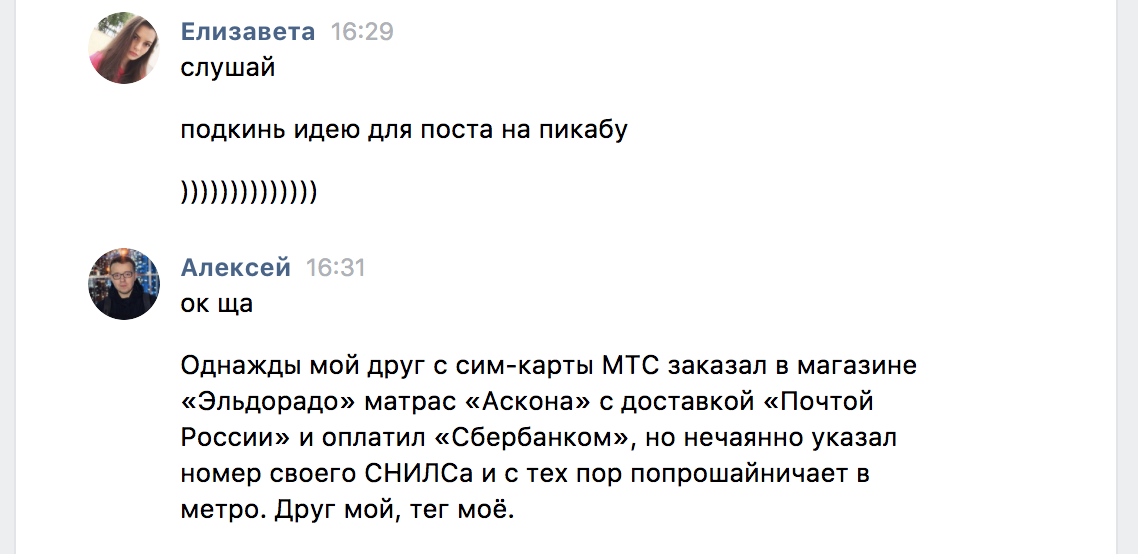 Елизавета 16:29
слушай
подкинь идею для поста на пикабу
))))))))))))))
Алексей 16:31
ок ща
Однажды мой друг с сим-карты МТС заказал в магазине
«Эльдорадо» матрас «Аскона» с доставкой «Почтой
России» и оплатил «Сбербанком», но нечаянно указал
номер своего СНИЛСа и с тех пор попрошайничает в
метро. Друг мой, тег моё.